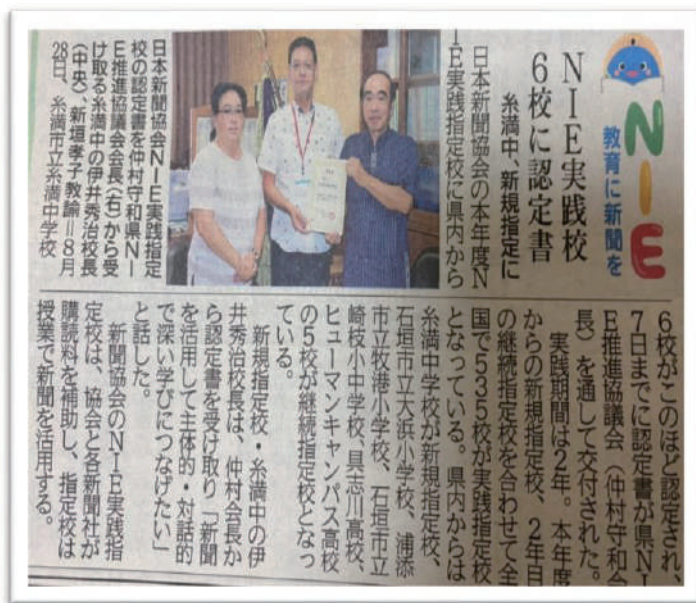 NIE
教育に新聞を
NIE実践校
6校に認定書
糸満中、新規指定に
日本新聞協会の本年度N
IE実践指定校に県内から
6校がこのほど認定され、
7日までに認定書が県NI
E推進協議会（仲村守和会
長）を通して交付された。
実践期間は2年。本年度
からの新規指定校、2年目
の継続指定校を合わせて全
国で535校が実践指定校
となっている。県内からは
糸満中学校が新規指定校、
石垣市立大浜小学校、浦添
市立牧港小学校、石垣市立
崎枝小中学校、具志川高校、
ヒューマンキャンパス高校
の5校が継続指定校となっ
ている。
新規指定校・糸満中の伊
井秀治校長は、仲村会長か
ら認定書を受け取り「新聞
を活用して主体的・対話的
で深い学びにつなげたい」
と話した。
新聞協会のNIE実践指
定校は、協会と各新聞社が
購読料を補助し、指定校は
授業で新聞を活用する。
日本新聞協会NIE実践指定
校の認定書を仲村守和県NI
E推進協議会会長（右）から受
け取る糸満中の伊井秀治校長
（中央）、新垣孝子教諭＝8月
28日、糸満市立糸満中学校